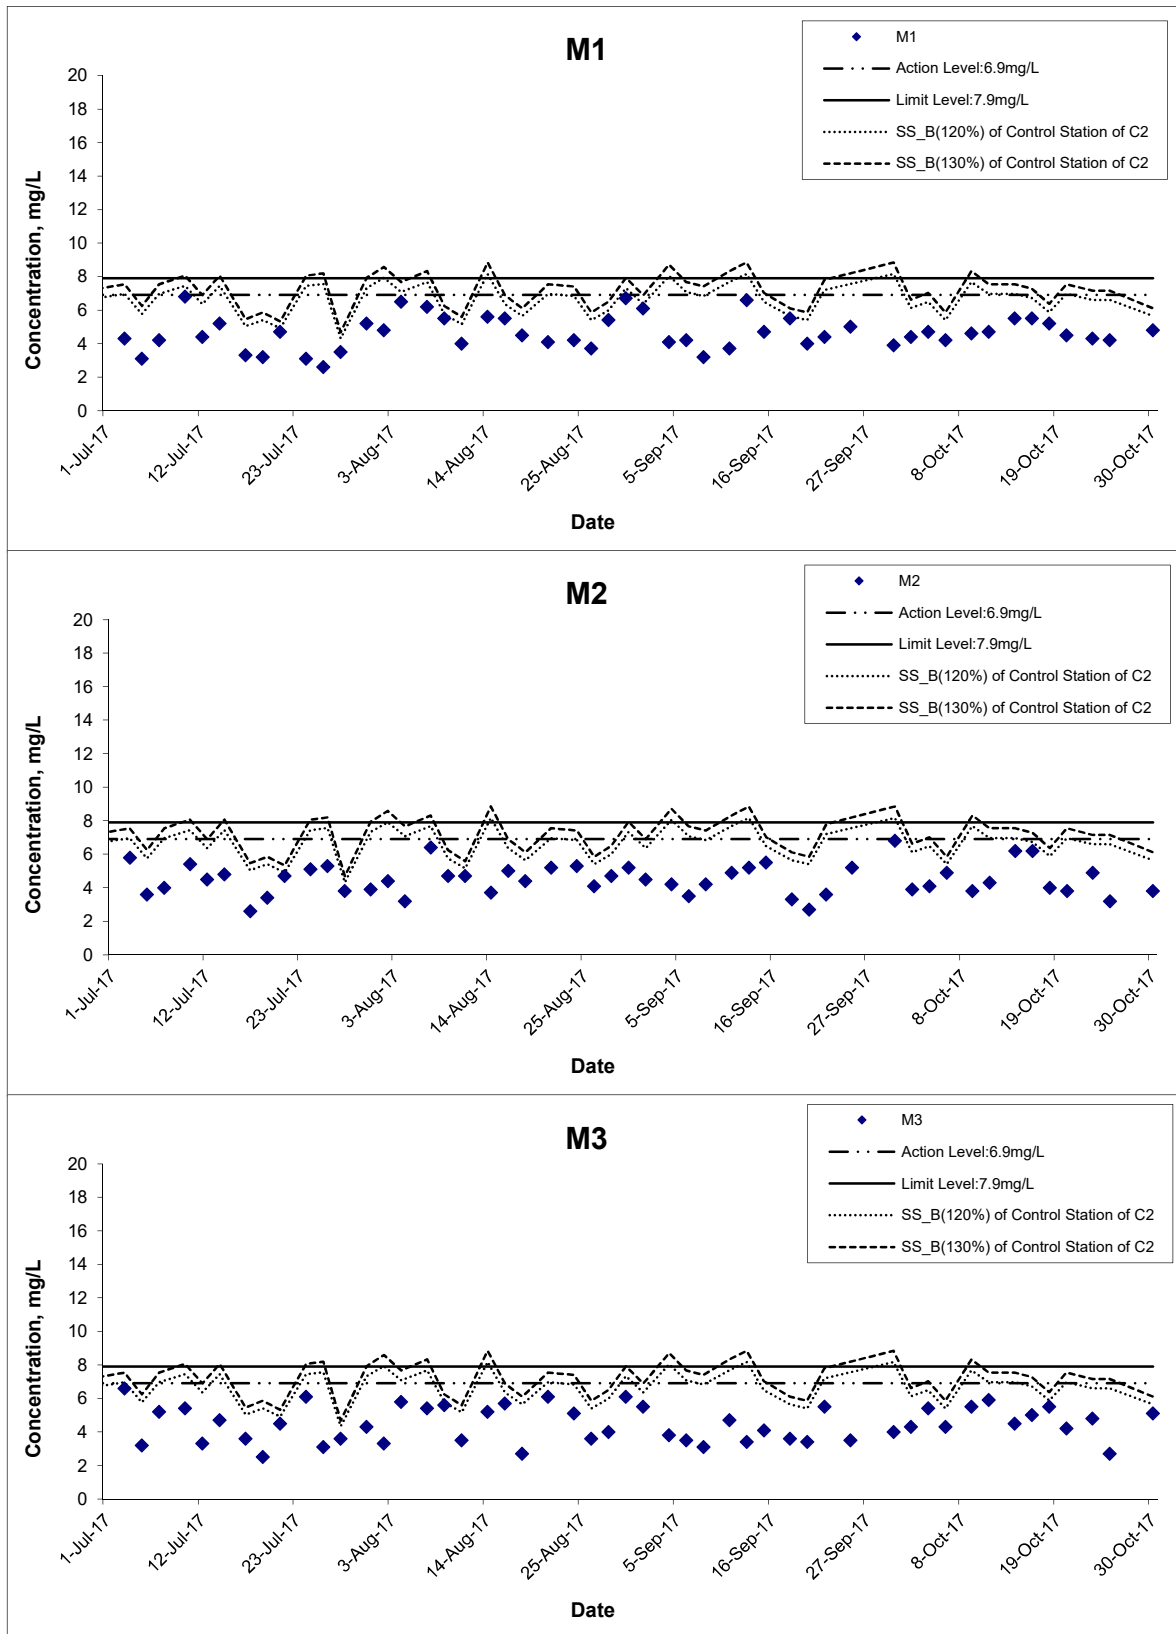 M1
M1
Action Level:6.9mg/L
Limit Level:7.9mg/L
SS_B(120%) of Control Station of C2
SS_B(130%) of Control Station of C2
Concentration, mg/L
20
18
16
14
12
10
8
6
4
2
0
1-Jul-17
12-Jul-17
23-Jul-17
3-Aug-17
14-Aug-17
25-Aug-17
5-Sep-17
16-Sep-17
27-Sep-17
8-Oct-17
19-Oct-17
30-Oct-17
Date
M2
M2
Action Level:6.9mg/L
Limit Level:7.9mg/L
SS_B(120%) of Control Station of C2
SS_B(130%) of Control Station of C2
Concentration, mg/L
20
18
16
14
12
10
8
6
4
2
0
1-Jul-17
12-Jul-17
23-Jul-17
3-Aug-17
14-Aug-17
25-Aug-17
5-Sep-17
16-Sep-17
27-Sep-17
8-Oct-17
19-Oct-17
30-Oct-17
Date
M3
M3
Action Level:6.9mg/L
Limit Level:7.9mg/L
SS_B(120%) of Control Station of C2
SS_B(130%) of Control Station of C2
Concentration, mg/L
20
18
16
14
12
10
8
6
4
2
0
1-Jul-17
12-Jul-17
23-Jul-17
3-Aug-17
14-Aug-17
25-Aug-17
5-Sep-17
16-Sep-17
27-Sep-17
8-Oct-17
19-Oct-17
30-Oct-17
Date